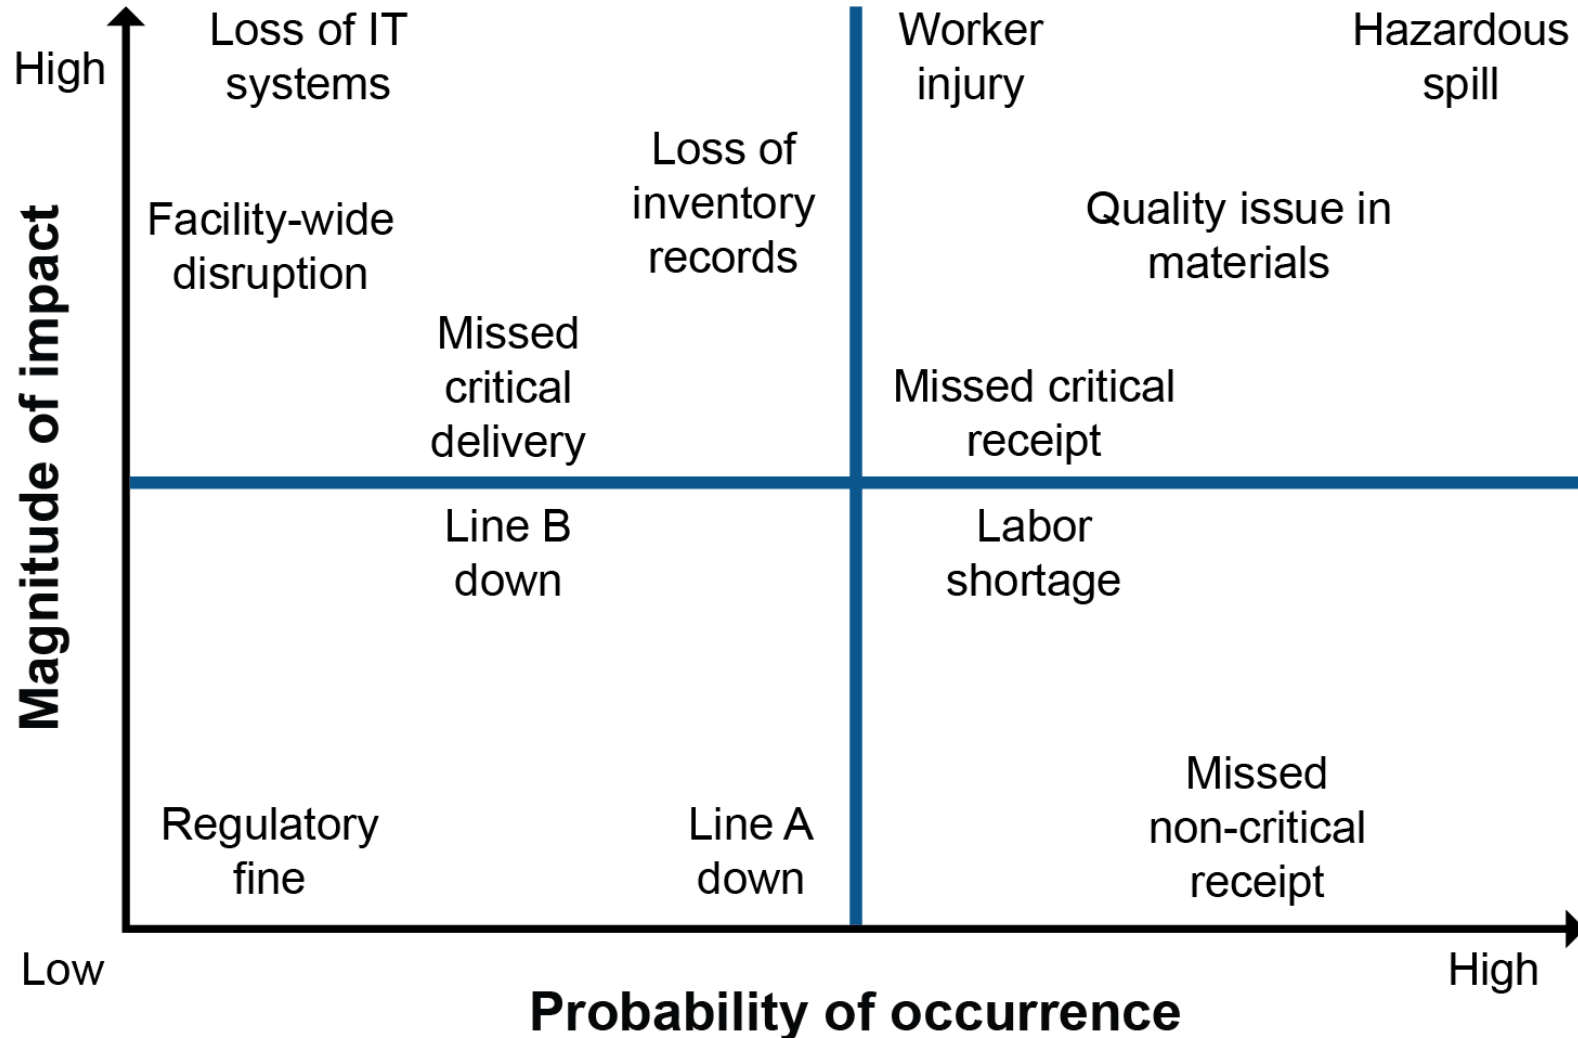 High
Magnitude of impact
Loss of IT
systems
Facility-wide
disruption
Loss of
inventory
records
Missed
critical
delivery
Worker
injury
Hazardous
spill
Quality issue in
materials
Missed critical
receipt
Line B
down
Regulatory
fine
Line A
down
Labor
shortage
Missed
non-critical
receipt
Low
High
Probability of occurrence